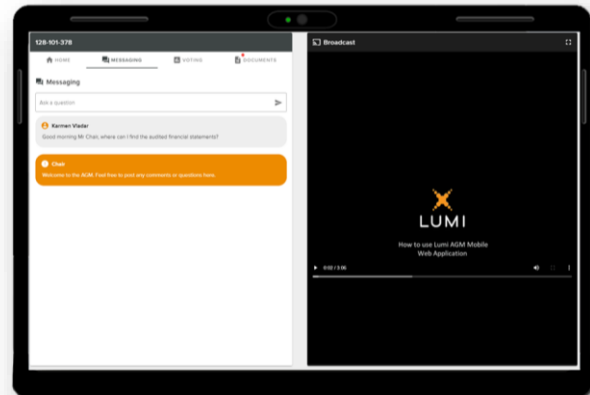 128-101-378
HOME
MESSAGING
VOTING
DOCUMENTS
Messaging
Ask a question
Karmen Vladar
Good morning Mr Chair, where can I find the audited financial statements?
Chair
Welcome to the AGM. Feel free to post any comments or questions here.
Broadcast
LUMI
How to use Lumi AGM Mobile
Web Application
0:02 / 3:06